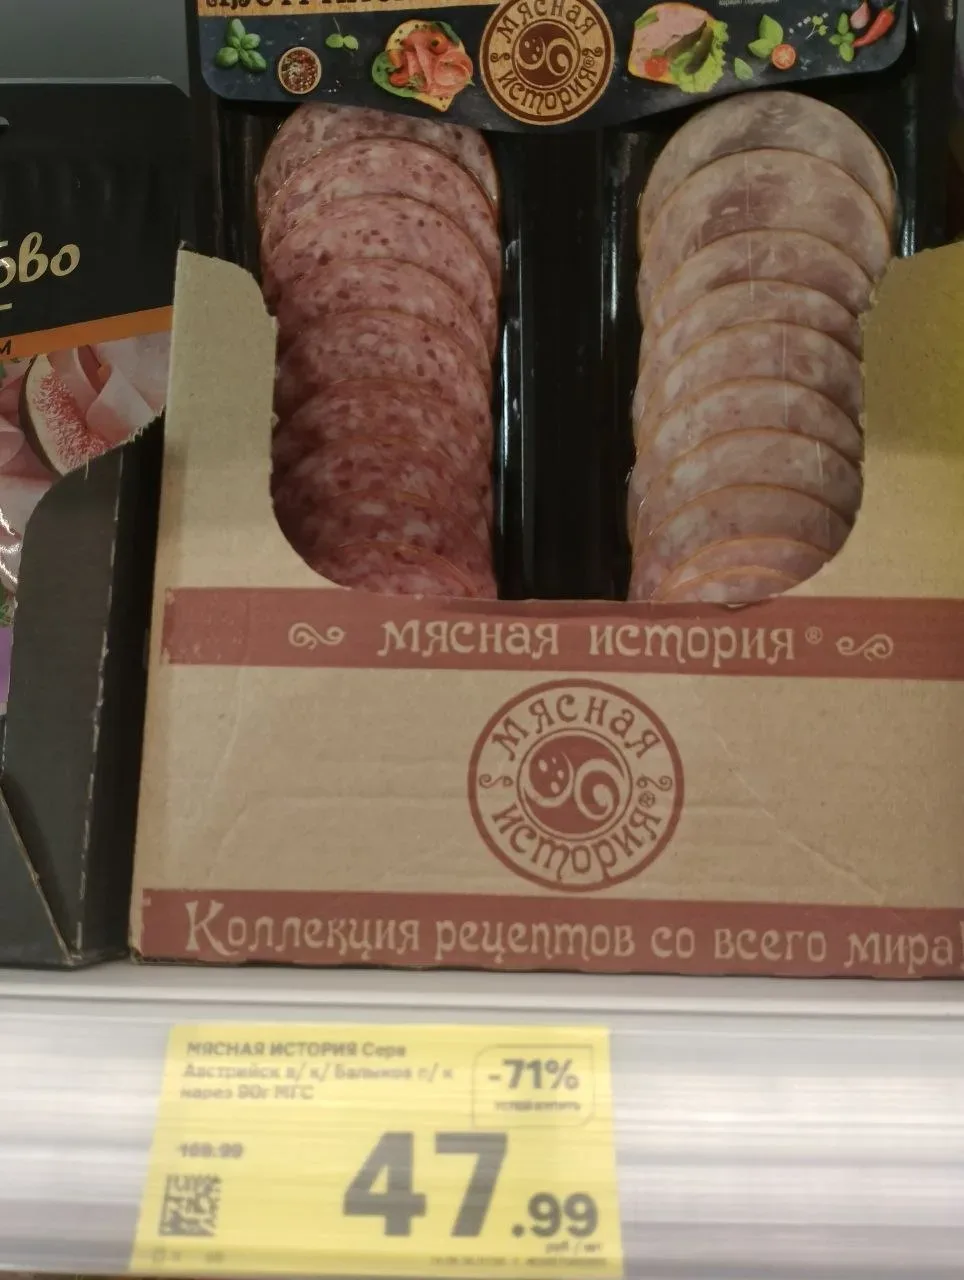 МЯСНАЯ
ИСТОРИЯ®
бво
МЯСНАЯ ИСТОРИЯ®
МЯСНАЯ
ИСТОРИЯ®
Коллекция рецептов со всего мира!
МЯСНАЯ ИСТОРИЯ Серв
Австрийск в/к/ Балыков п/к
нарез 90г МГС
-71%
47.99